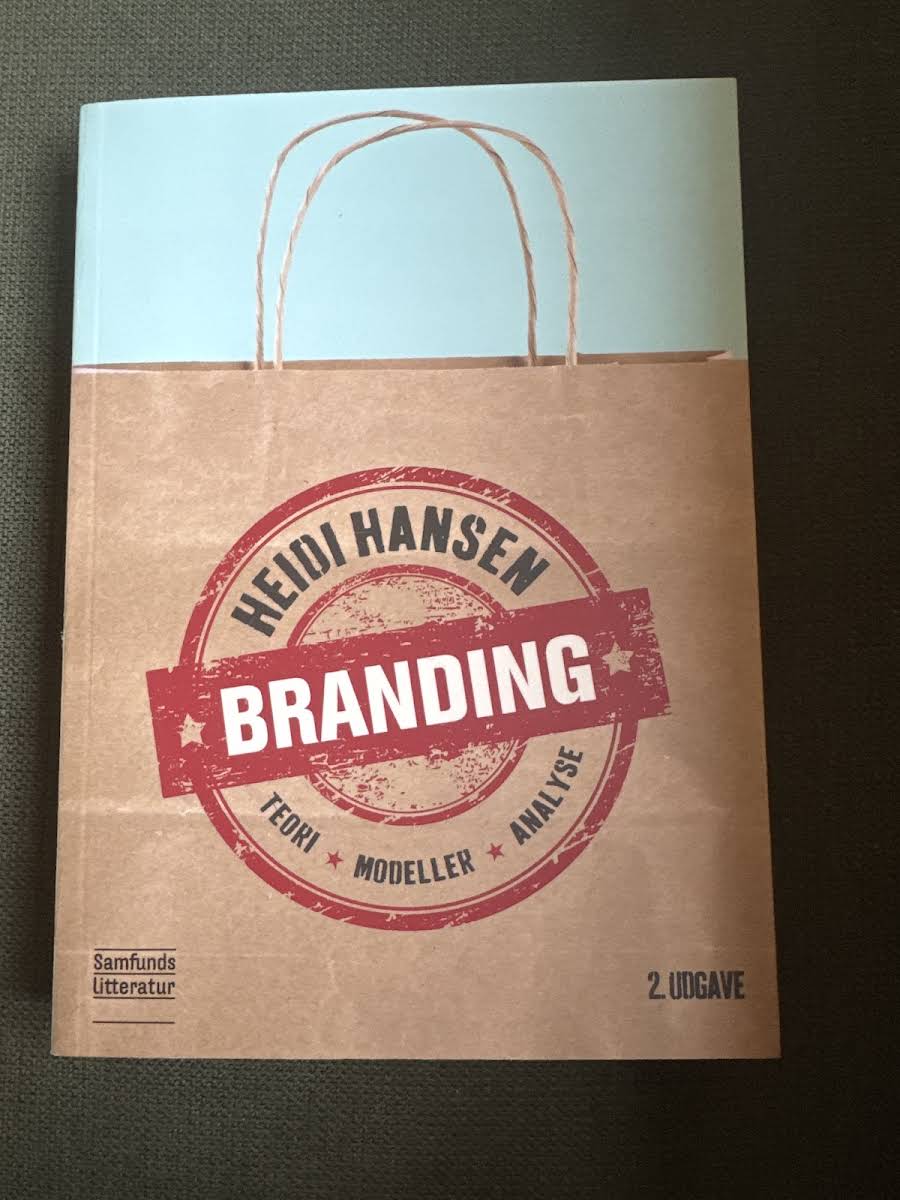 HEIDI HANSEN
BRANDING
TEORI ★ MODELLER ★ ANALYSE
Samfunds
litteratur
2. UDGAVE